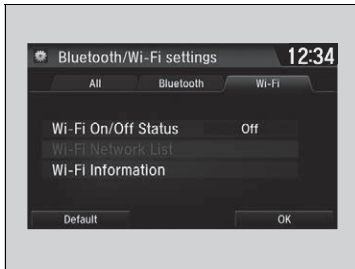 Bluetooth/Wi-Fi settings 12:34
All Bluetooth Wi-Fi
Wi-Fi On/Off Status Off
Wi-Fi Network List
Wi-Fi Information
Default OK